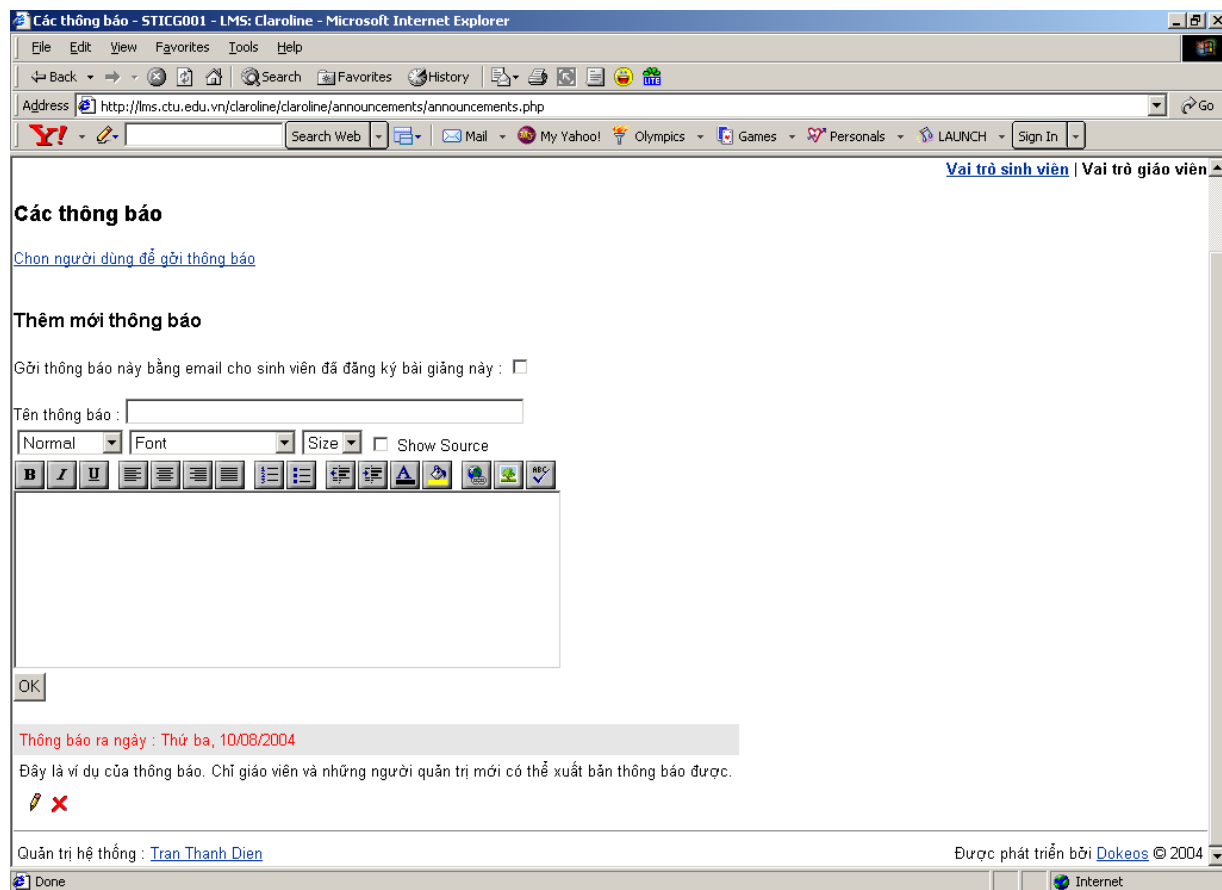 Các thông báo - STICG001 - LMS: Claroline - Microsoft Internet Explorer
File Edit View Favorites Tools Help
Back Search Favorites History LITE
Address http://lms.ctu.edu.vn/claroline/claroline/announcements/announcements.php Go
Y! Search Web Mail My Yahoo! Olympics Games Personals LAUNCH Sign In
Vai trò sinh viên | Vai trò giáo viên
Các thông báo
Chon người dùng để gởi thông báo
Thêm mới thông báo
Gởi thông báo này bằng email cho sinh viên đã đăng ký bài giảng này :
Tên thông báo :
Normal Font Size Show Source
B I U A ABC
OK
Thông báo ra ngày : Thứ ba, 10/08/2004
Đây là ví dụ của thông báo. Chỉ giáo viên và những người quản trị mới có thể xuất bản thông báo được.
Quản trị hệ thống : Tran Thanh Dien Được phát triển bởi Dokeos © 2004
Done Internet